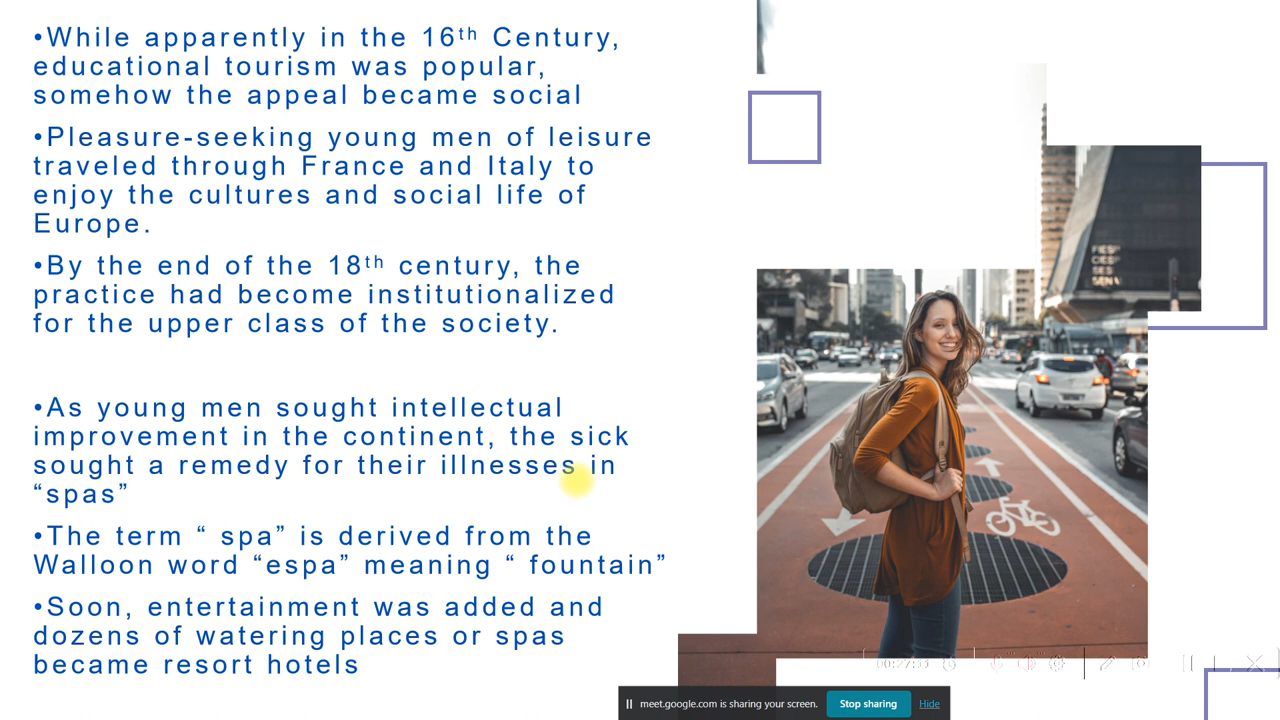 •While apparently in the 16th Century,
educational tourism was popular,
somehow the appeal became social
•Pleasure-seeking young men of leisure
traveled through France and Italy to
enjoy the cultures and social life of
Europe.
•By the end of the 18th century, the
practice had become institutionalized
for the upper class of the society.
•As young men sought intellectual
improvement in the continent, the sick
sought a remedy for their illnesses in
“spas”
•The term “ spa” is derived from the
Walloon word “espa” meaning “ fountain”
•Soon, entertainment was added and
dozens of watering places or spas
became resort hotels
FIESP
CIESP
SESI
SENAI
meet.google.com is sharing your screen. Stop sharing Hide